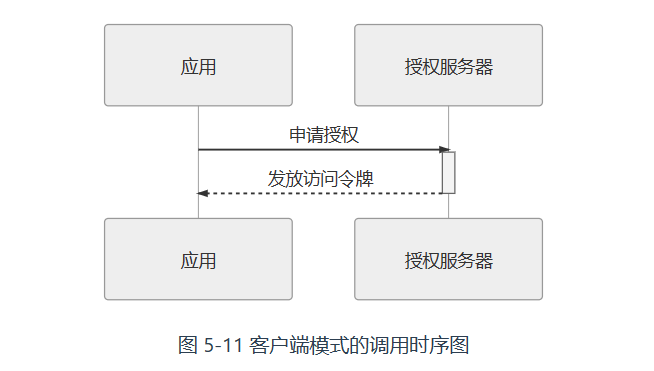 应用
授权服务器
申请授权
发放访问令牌
应用
授权服务器
图 5-11 客户端模式的调用时序图